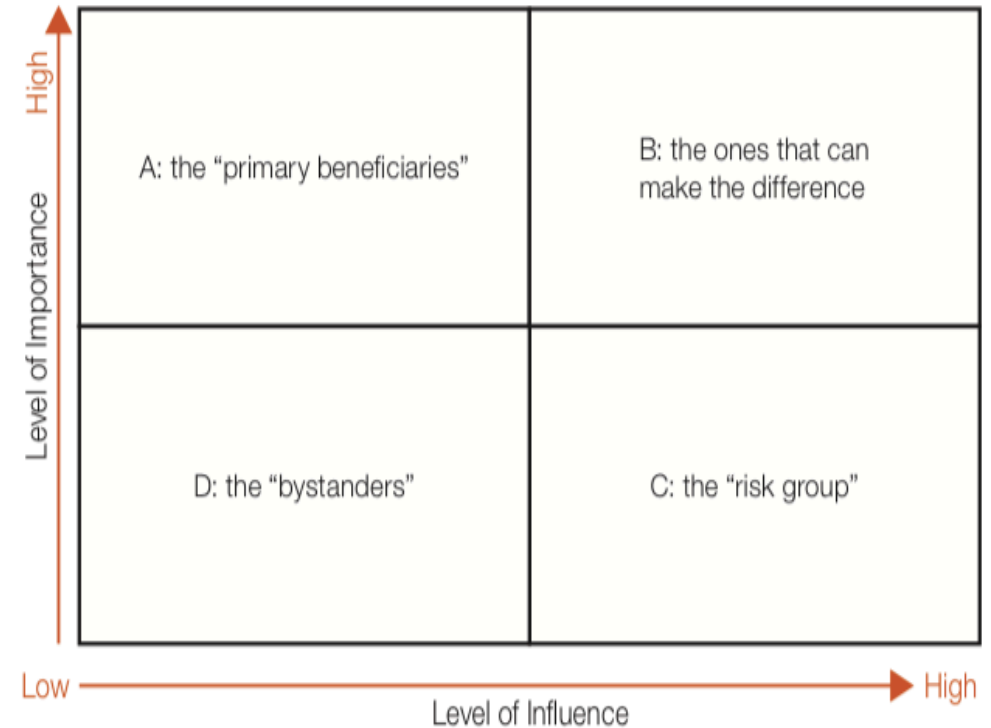 High
Level of Importance
A: the “primary beneficiaries”
B: the ones that can
make the difference
D: the “bystanders”
C: the “risk group”
Low
High
Level of Influence